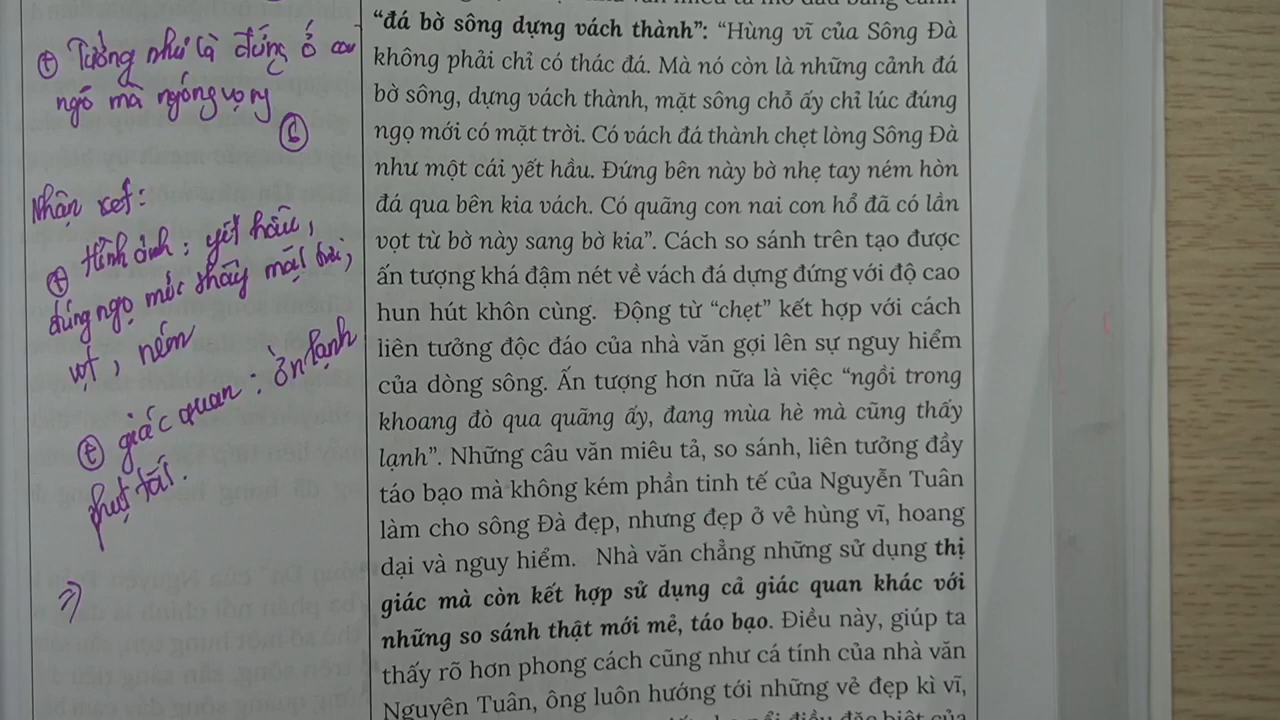 ⊕ Tưởng như là đứng ở con
ngõ mà ngóng vọng
Nhận xét:
⊕ Hình ảnh: yết hầu,
đúng ngọ mới thấy mặt trời,
vọt, ném
⊕ giác quan: ớn lạnh
phụt tắt.
=>
“đá bờ sông dựng vách thành”: “Hùng vĩ của Sông Đà
không phải chỉ có thác đá. Mà nó còn là những cảnh đá
bờ sông, dựng vách thành, mặt sông chỗ ấy chỉ lúc đúng
ngọ mới có mặt trời. Có vách đá thành chẹt lòng Sông Đà
như một cái yết hầu. Đứng bên này bờ nhẹ tay ném hòn
đá qua bên kia vách. Có quãng con nai con hổ đã có lần
vọt từ bờ này sang bờ kia”. Cách so sánh trên tạo được
ấn tượng khá đậm nét về vách đá dựng đứng với độ cao
hun hút khôn cùng. Động từ “chẹt” kết hợp với cách
liên tưởng độc đáo của nhà văn gợi lên sự nguy hiểm
của dòng sông. Ấn tượng hơn nữa là việc “ngồi trong
khoang đò qua quãng ấy, đang mùa hè mà cũng thấy
lạnh”. Những câu văn miêu tả, so sánh, liên tưởng đầy
táo bạo mà không kém phần tinh tế của Nguyễn Tuân
làm cho sông Đà đẹp, nhưng đẹp ở vẻ hùng vĩ, hoang
dại và nguy hiểm. Nhà văn chẳng những sử dụng thị
giác mà còn kết hợp sử dụng cả giác quan khác với
những so sánh thật mới mẻ, táo bạo. Điều này, giúp ta
thấy rõ hơn phong cách cũng như cá tính của nhà văn
Nguyên Tuân, ông luôn hướng tới những vẻ đẹp kì vĩ,